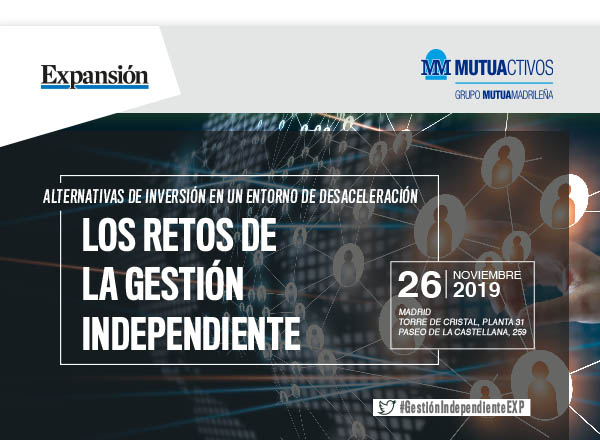 Expansión
MM MUTUACTIVOS
GRUPO MUTUAMADRILEÑA
ALTERNATIVAS DE INVERSIÓN EN UN ENTORNO DE DESACELERACIÓN
LOS RETOS DE
LA GESTIÓN
INDEPENDIENTE
26 NOVIEMBRE
2019
MADRID
TORRE DE CRISTAL, PLANTA 31
PASEO DE LA CASTELLANA, 259
#GestiónIndependienteEXP